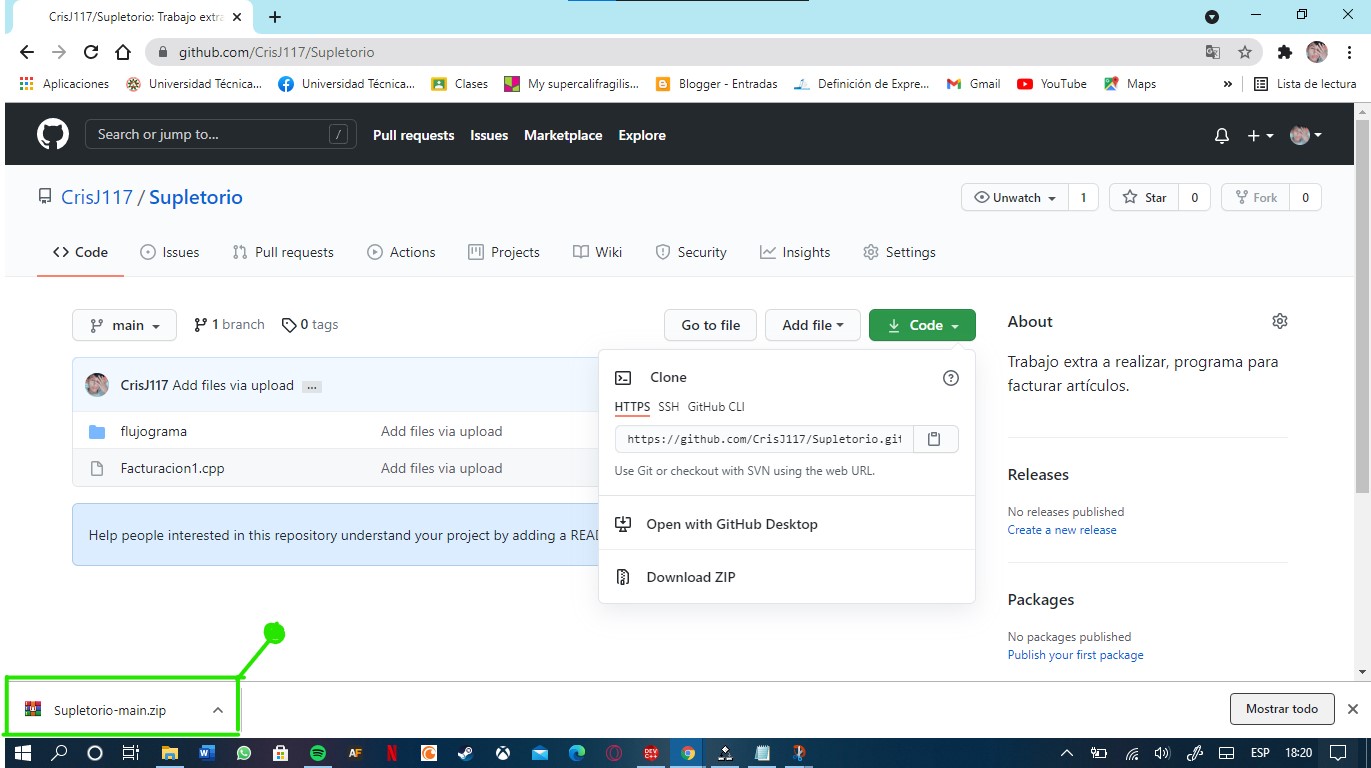 CrisJ117/Supletorio: Trabajo extra
github.com/CrisJ117/Supletorio
Aplicaciones Universidad Técnica... Universidad Técnica... Clases My supercalifragilis... Blogger - Entradas Definición de Expre... Gmail YouTube Maps » Lista de lectura
Search or jump to... / Pull requests Issues Marketplace Explore
CrisJ117 / Supletorio Unwatch 1 Star 0 Fork 0
Code Issues Pull requests Actions Projects Wiki Security Insights Settings
main 1 branch 0 tags Go to file Add file Code
CrisJ117 Add files via upload ...
flujograma Add files via upload
Facturacion1.cpp Add files via upload
Help people interested in this repository understand your project by adding a REA
Clone
HTTPS SSH GitHub CLI
https://github.com/CrisJ117/Supletorio.git
Use Git or checkout with SVN using the web URL.
Open with GitHub Desktop
Download ZIP
About
Trabajo extra a realizar, programa para
facturar artículos.
Releases
No releases published
Create a new release
Packages
No packages published
Publish your first package
Supletorio-main.zip Mostrar todo
ESP 18:20